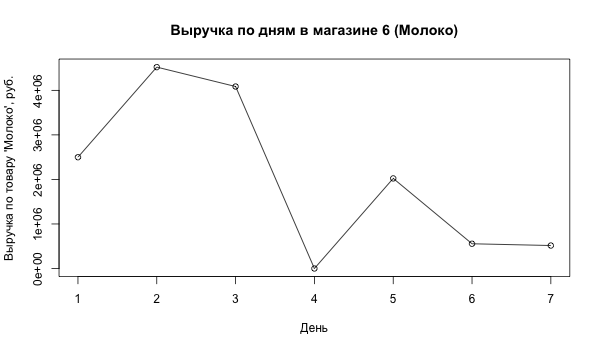 Выручка по дням в магазине 6 (Молоко)
Выручка по товару 'Молоко', руб.
4e+06
3e+06
2e+06
1e+06
0e+00
1 2 3 4 5 6 7
День